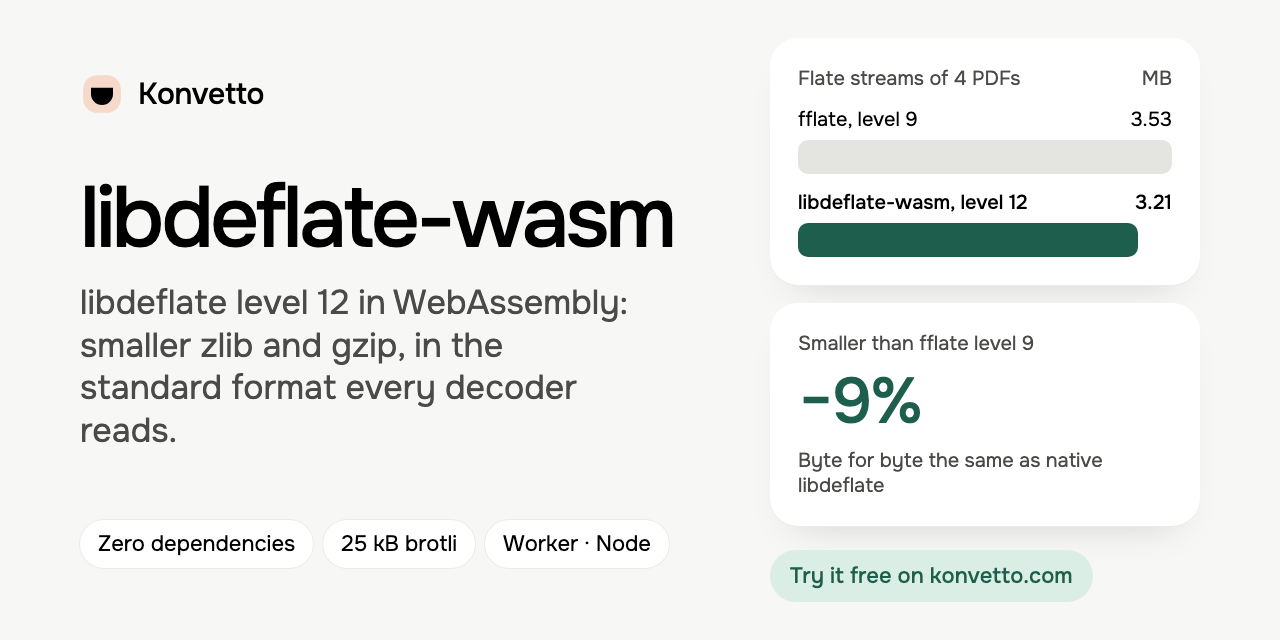 Konvetto
libdeflate-wasm
libdeflate level 12 in WebAssembly:
smaller zlib and gzip, in the
standard format every decoder
reads.
Zero dependencies
25 kB brotli
Worker · Node
Flate streams of 4 PDFs MB
fflate, level 9 3.53
libdeflate-wasm, level 12 3.21
Smaller than fflate level 9
−9%
Byte for byte the same as native
libdeflate
Try it free on konvetto.com